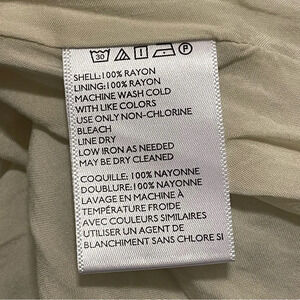 30 P
SHELL:100% RAYON
LINING:100% RAYON
MACHINE WASH COLD
WITH LIKE COLORS
USE ONLY NON-CHLORINE
BLEACH
LINE DRY
LOW IRON AS NEEDED
MAY BE DRY CLEANED
COQUILLE: 100% NAYONNE
DOUBLURE: 100% NAYONNE
LAVAGE EN MACHINE À
TEMPÉRATURE FROIDE
AVEC COULEURS SIMILAIRES
UTILISER UN AGENT DE
BLANCHIMENT SANS CHLORE SI